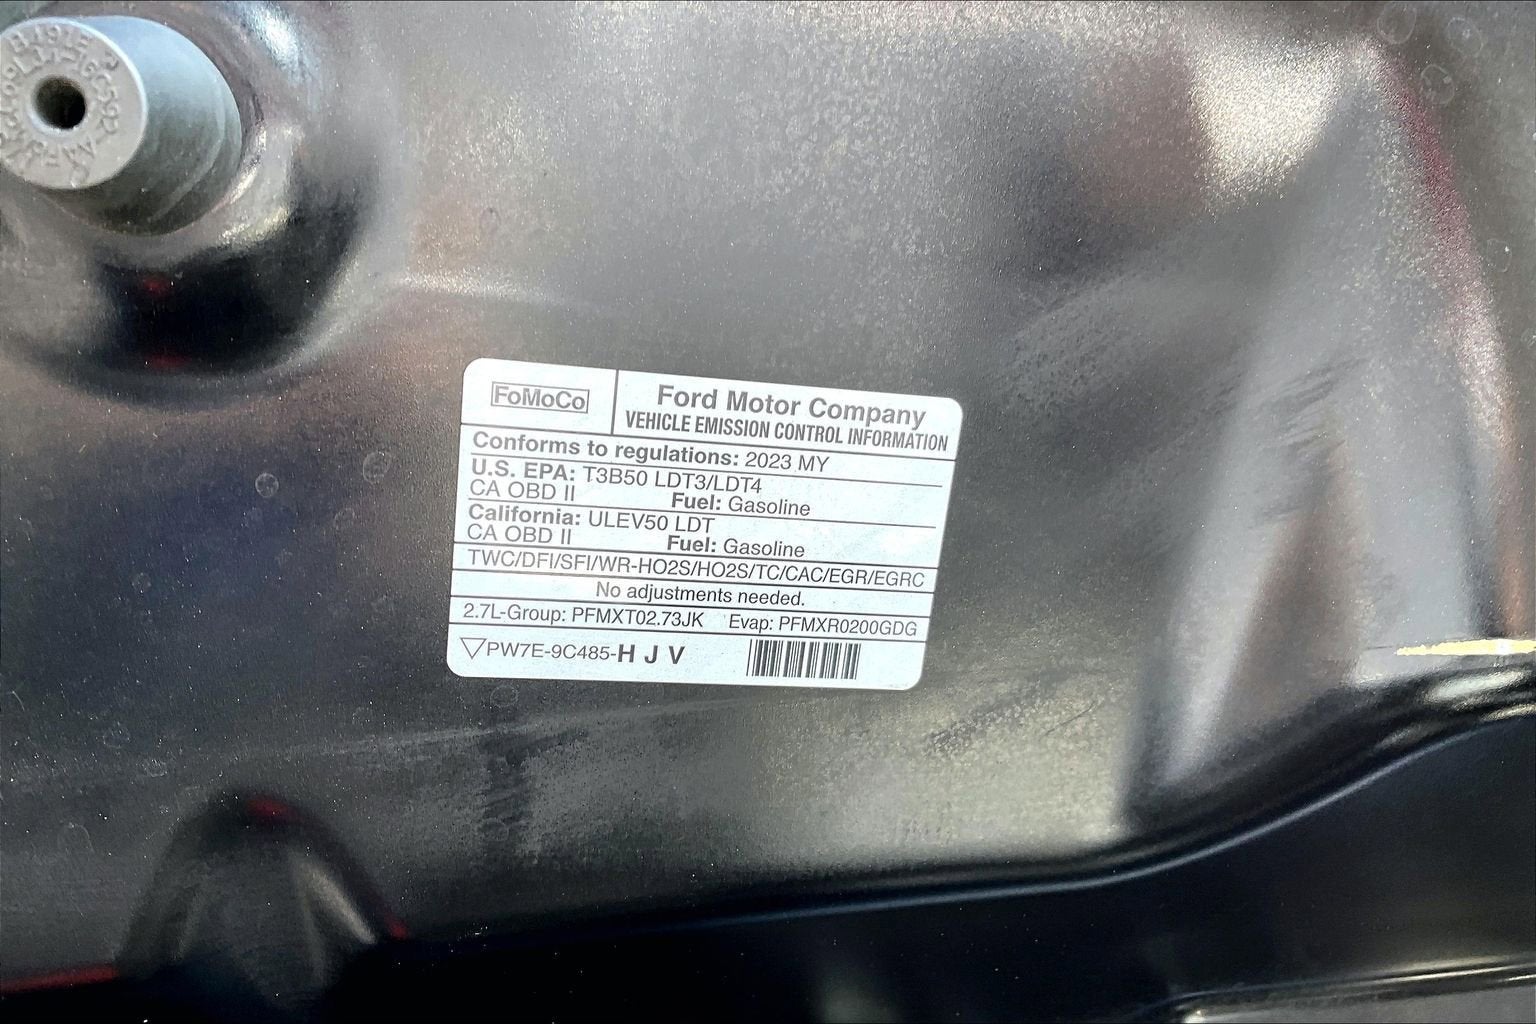 FoMoCo
Ford Motor Company
VEHICLE EMISSION CONTROL INFORMATION
Conforms to regulations: 2023 MY
U.S. EPA: T3B50 LDT3/LDT4
CA OBD II Fuel: Gasoline
California: ULEV50 LDT
CA OBD II Fuel: Gasoline
TWC/DFI/SFI/WR-HO2S/HO2S/TC/CAC/EGR/EGRC
No adjustments needed.
2.7L-Group: PFMXT02.73JK Evap: PFMXR0200GDG
PW7E-9C485-H J V